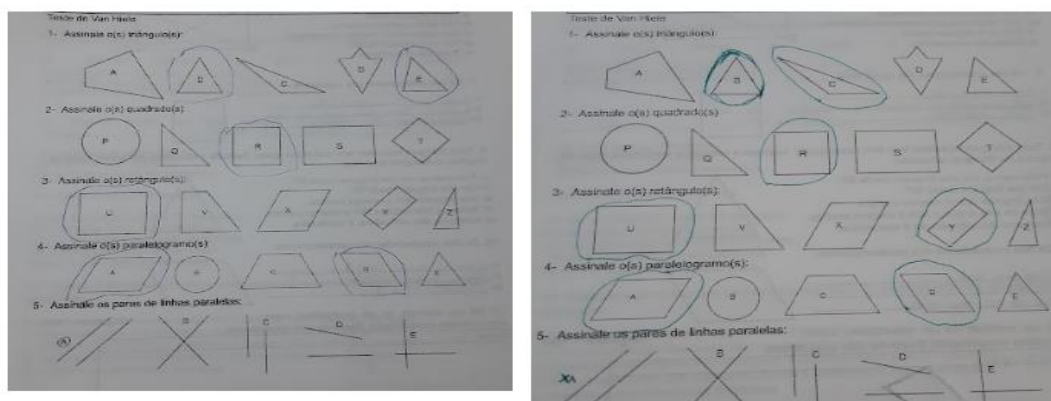 Teste de Van Hiele
1- Assinale o(s) triângulo(s):
A B C D E
2- Assinale o(s) quadrado(s)
P Q R S T
3- Assinale o(s) retângulo(s):
U V X Y Z
4- Assinale o(s) paralelogramo(s)
A B C D E
5- Assinale os pares de linhas paralelas:
A B C D E
Teste de Van Hiele
1- Assinale o(s) triângulo(s):
A B C D E
2- Assinale o(s) quadrado(s)
P Q R S T
3- Assinale o(s) retângulo(s):
U V X Y Z
4- Assinale o(s) paralelogramo(s):
A B C D E
5- Assinale os pares de linhas paralelas:
XA B C D E